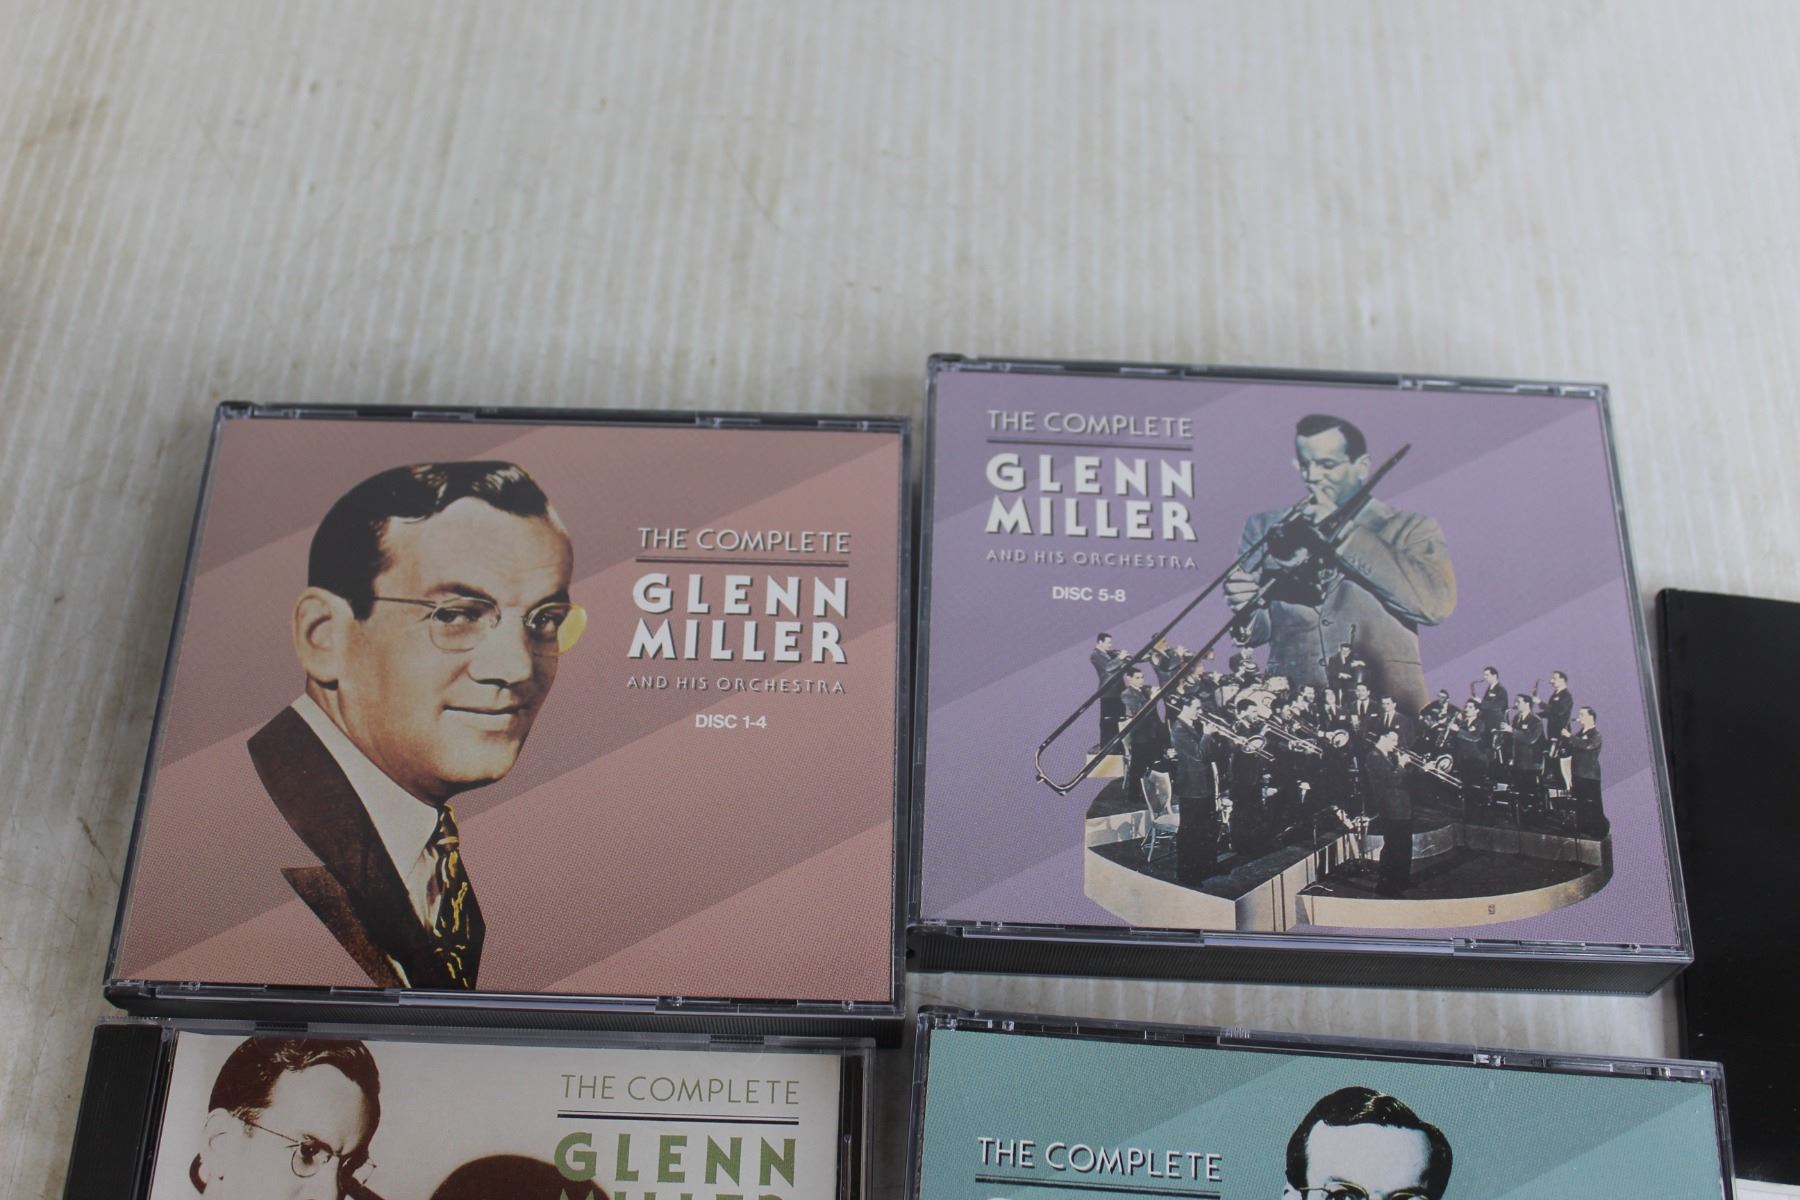 THE COMPLETE
GLENN
MILLER
AND HIS ORCHESTRA
DISC 1-4
THE COMPLETE
GLENN
MILLER
AND HIS ORCHESTRA
DISC 5-8
THE COMPLETE
GLENN
MILLER
THE COMPLETE